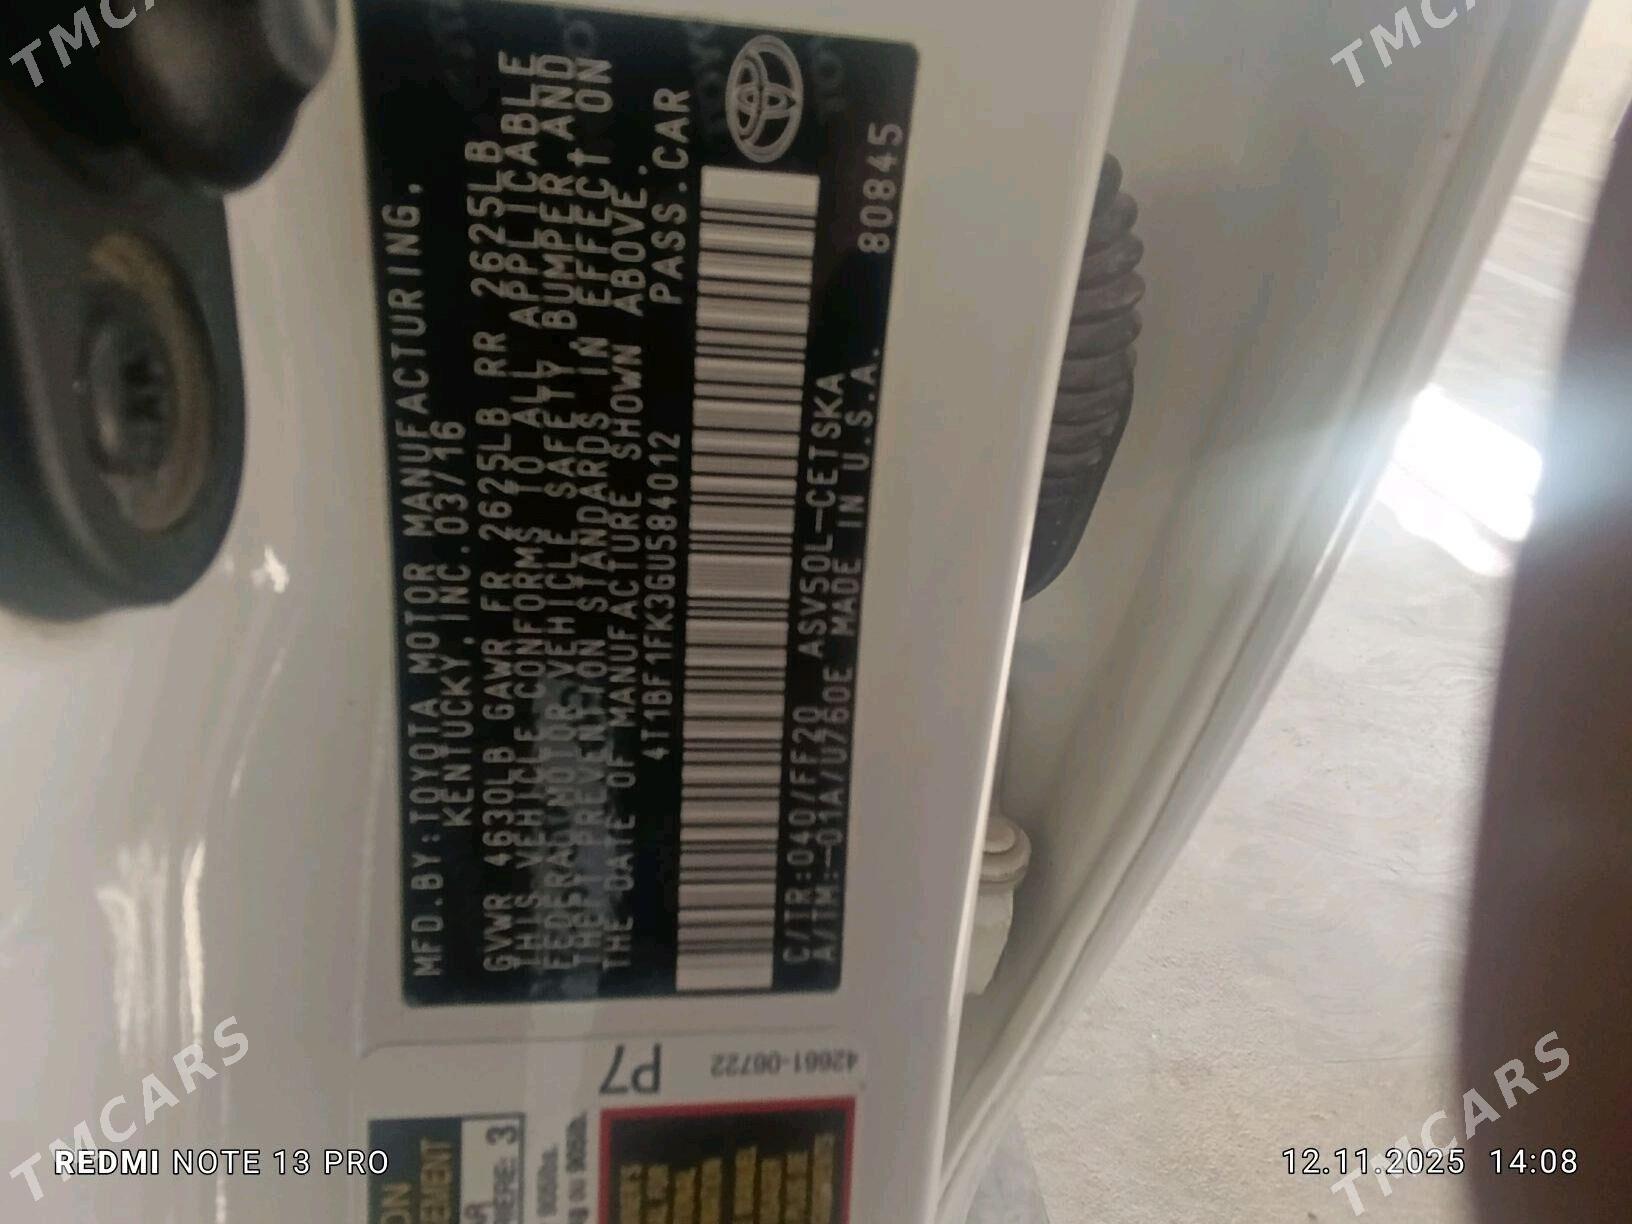 MFD.BY:TOYOTA MOTOR MANUFACTURING,
KENTUCKY, INC. 03/16
GVWR 4630LB GAWR FR 2625LB RR 2625LB
THIS VEHICLE CONFORMS TO ALL APPLICABLE
FEDERAL MOTOR VEHICLE SAFETY, BUMPER AND
THEFT PREVENTION STANDARDS IN EFFECT ON
THE DATE OF MANUFACTURE SHOWN ABOVE.
4T1BF1FK3GU584012 PASS.CAR
C/TR:040/FF20 ASV50L-CETSKA
A/TM:-01A/U760E MADE IN U.S.A. 80845
P7
42661-06722
TMCARS
TMCARS
TMCARS
TMCARS
REDMI NOTE 13 PRO
12.11.2025 14:08